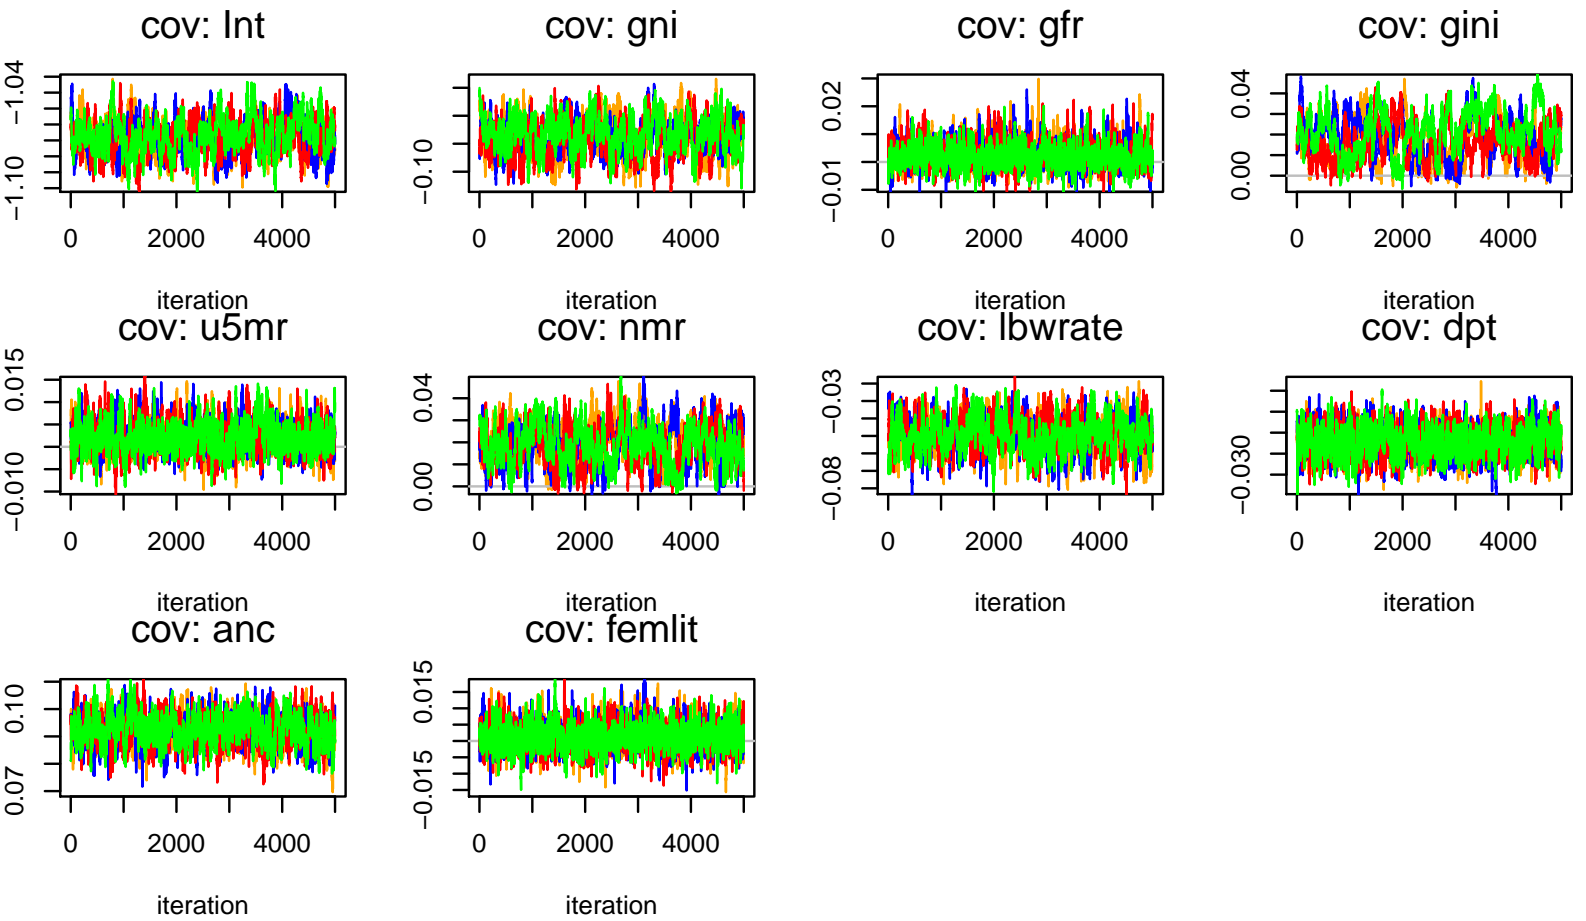 cov: Int
cov: gni
cov: gfr
cov: gini
−1.10 −1.04
−0.10
−0.01 0.02
0.00 0.04
0 2000 4000
0 2000 4000
0 2000 4000
0 2000 4000
iteration
iteration
iteration
iteration
cov: u5mr
cov: nmr
cov: lbwrate
cov: dpt
−0.010 0.015
0.00 0.04
−0.08 −0.03
−0.030
0 2000 4000
0 2000 4000
0 2000 4000
0 2000 4000
iteration
iteration
iteration
iteration
cov: anc
cov: femlit
0.07 0.10
−0.015 0.015
0 2000 4000
0 2000 4000
iteration
iteration